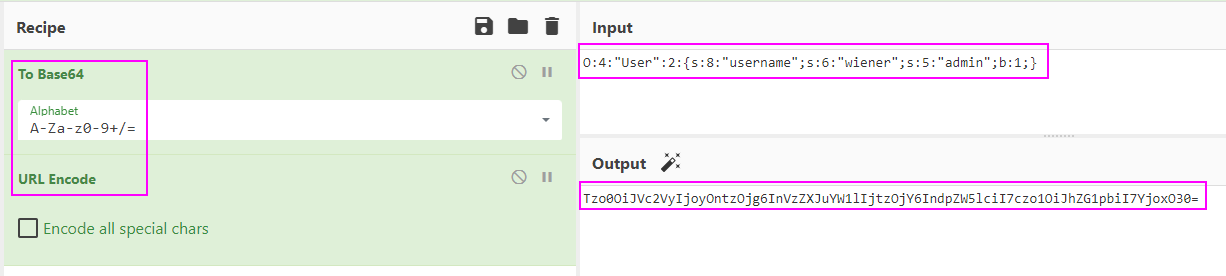 Recipe
To Base64
Alphabet
A-Za-z0-9+/=
URL Encode
Encode all special chars
Input
O:4:"User":2:{s:8:"username";s:6:"wiener";s:5:"admin";b:1;}
Output
Tzo0OiJVc2VyIjoyOntzOjg6InVzZXJuYW1lIjtzOjY6IndpZW5lciI7czo1OiJhZG1pbiI7YjoxO30=